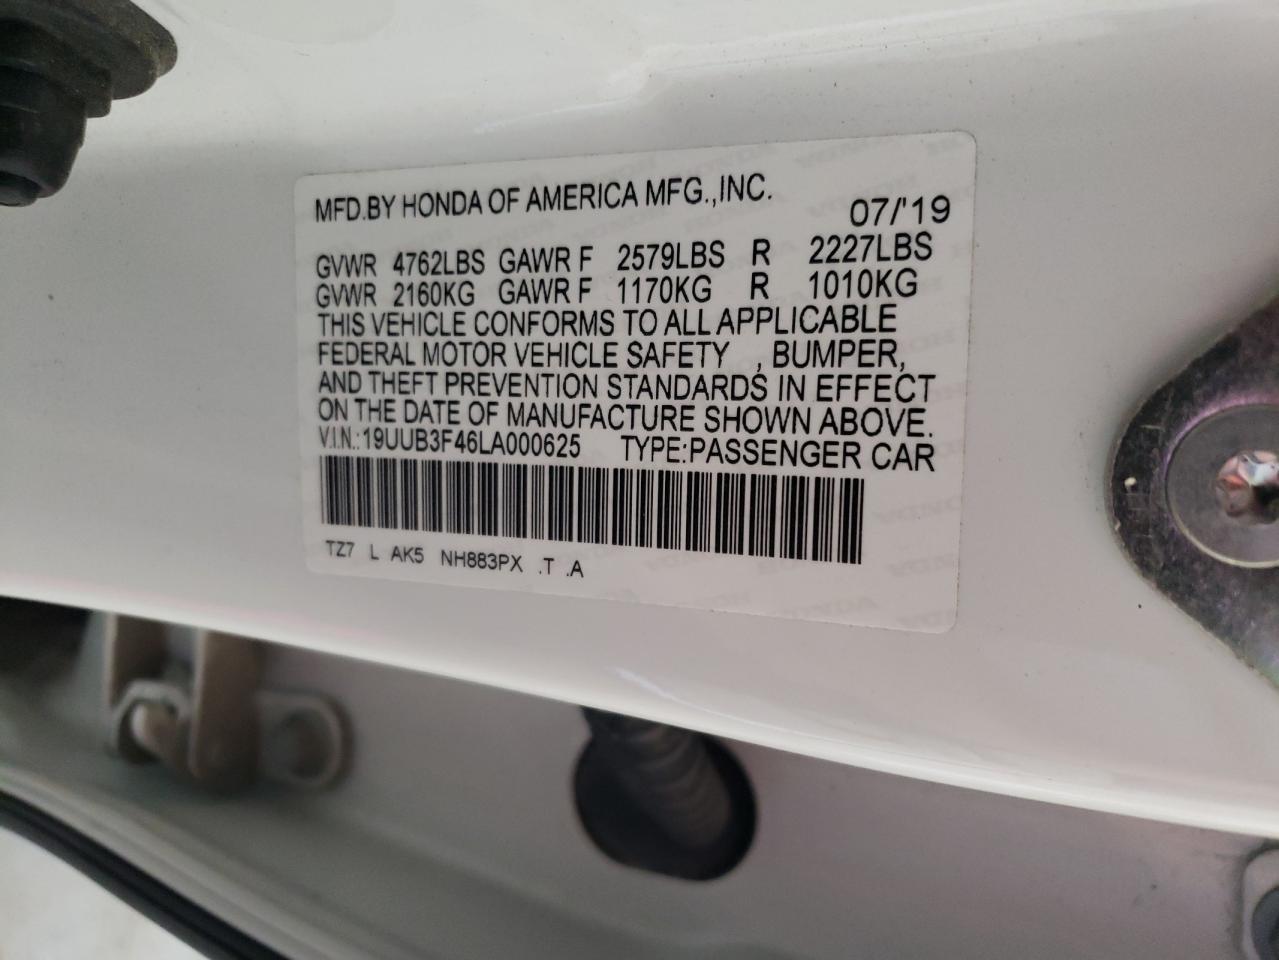 MFD.BY HONDA OF AMERICA MFG.,INC.
07/'19
GVWR 4762LBS GAWR F 2579LBS R 2227LBS
GVWR 2160KG GAWR F 1170KG R 1010KG
THIS VEHICLE CONFORMS TO ALL APPLICABLE
FEDERAL MOTOR VEHICLE SAFETY , BUMPER,
AND THEFT PREVENTION STANDARDS IN EFFECT
ON THE DATE OF MANUFACTURE SHOWN ABOVE.
V.I.N.:19UUB3F46LA000625 TYPE:PASSENGER CAR
TZ7 L AK5 NH883PX .T .A